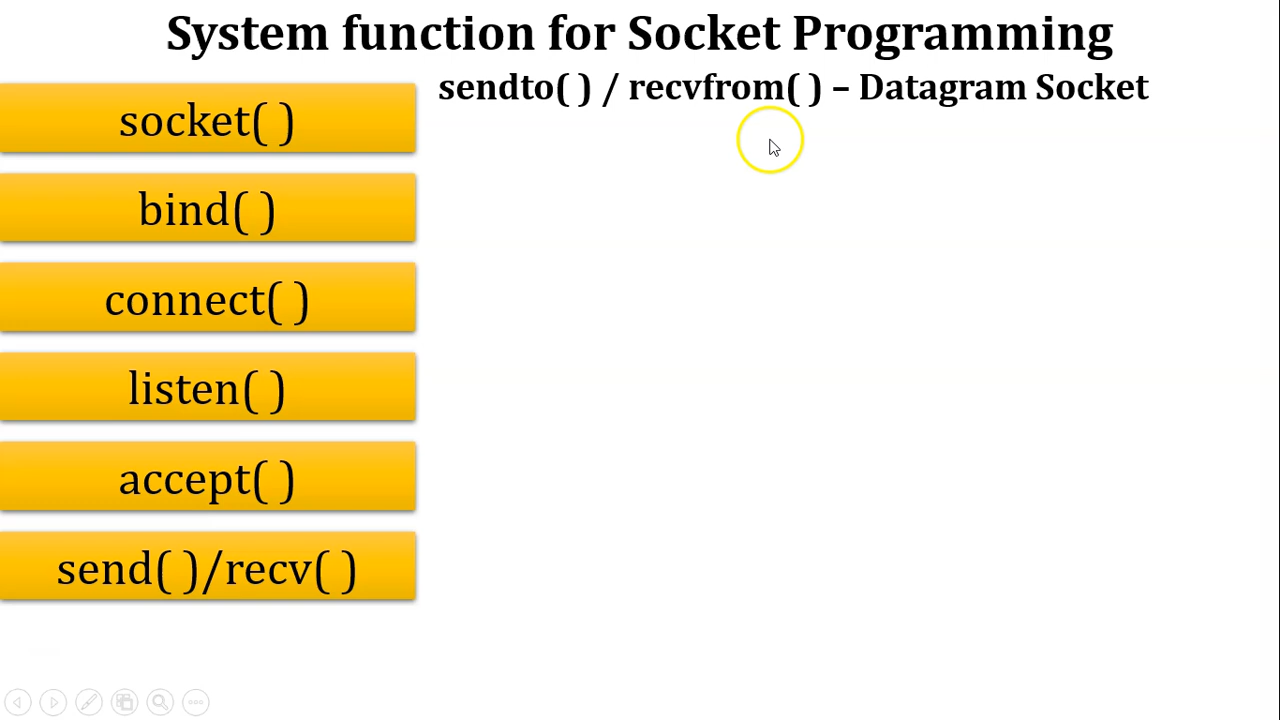 System function for Socket Programming
sendto( ) / recvfrom( ) – Datagram Socket
socket( )
bind( )
connect( )
listen( )
accept( )
send( )/recv( )